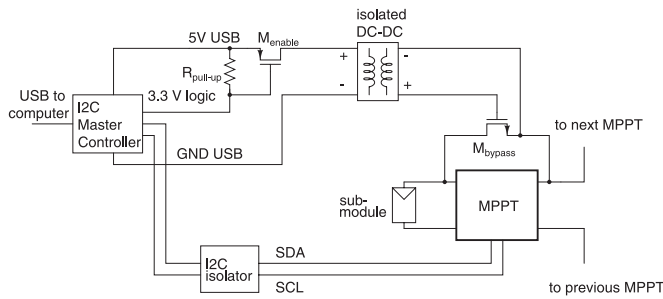 isolated
DC-DC
5V USB
M enable
+
-
-
+
R pull-up
USB to
computer
3.3 V logic
I2C
Master
Controller
GND USB
M bypass
to next MPPT
sub-
module
MPPT
I2C
isolator
SDA
SCL
to previous MPPT